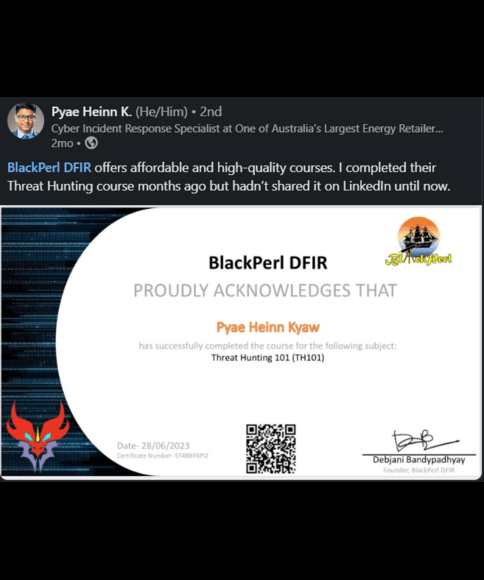 Pyae Heinn K. (He/Him) • 2nd
Cyber Incident Response Specialist at One of Australia's Largest Energy Retailer...
2mo •
BlackPerl DFIR offers affordable and high-quality courses. I completed their
Threat Hunting course months ago but hadn't shared it on LinkedIn until now.
BlackPerl
BlackPerl DFIR
PROUDLY ACKNOWLEDGES THAT
Pyae Heinn Kyaw
has successfully completed the course for the following subject:
Threat Hunting 101 (TH101)
Date- 28/06/2023
Certificate Number-
Debjani Bandypadhyay
Founder, BlackPerl DFIR